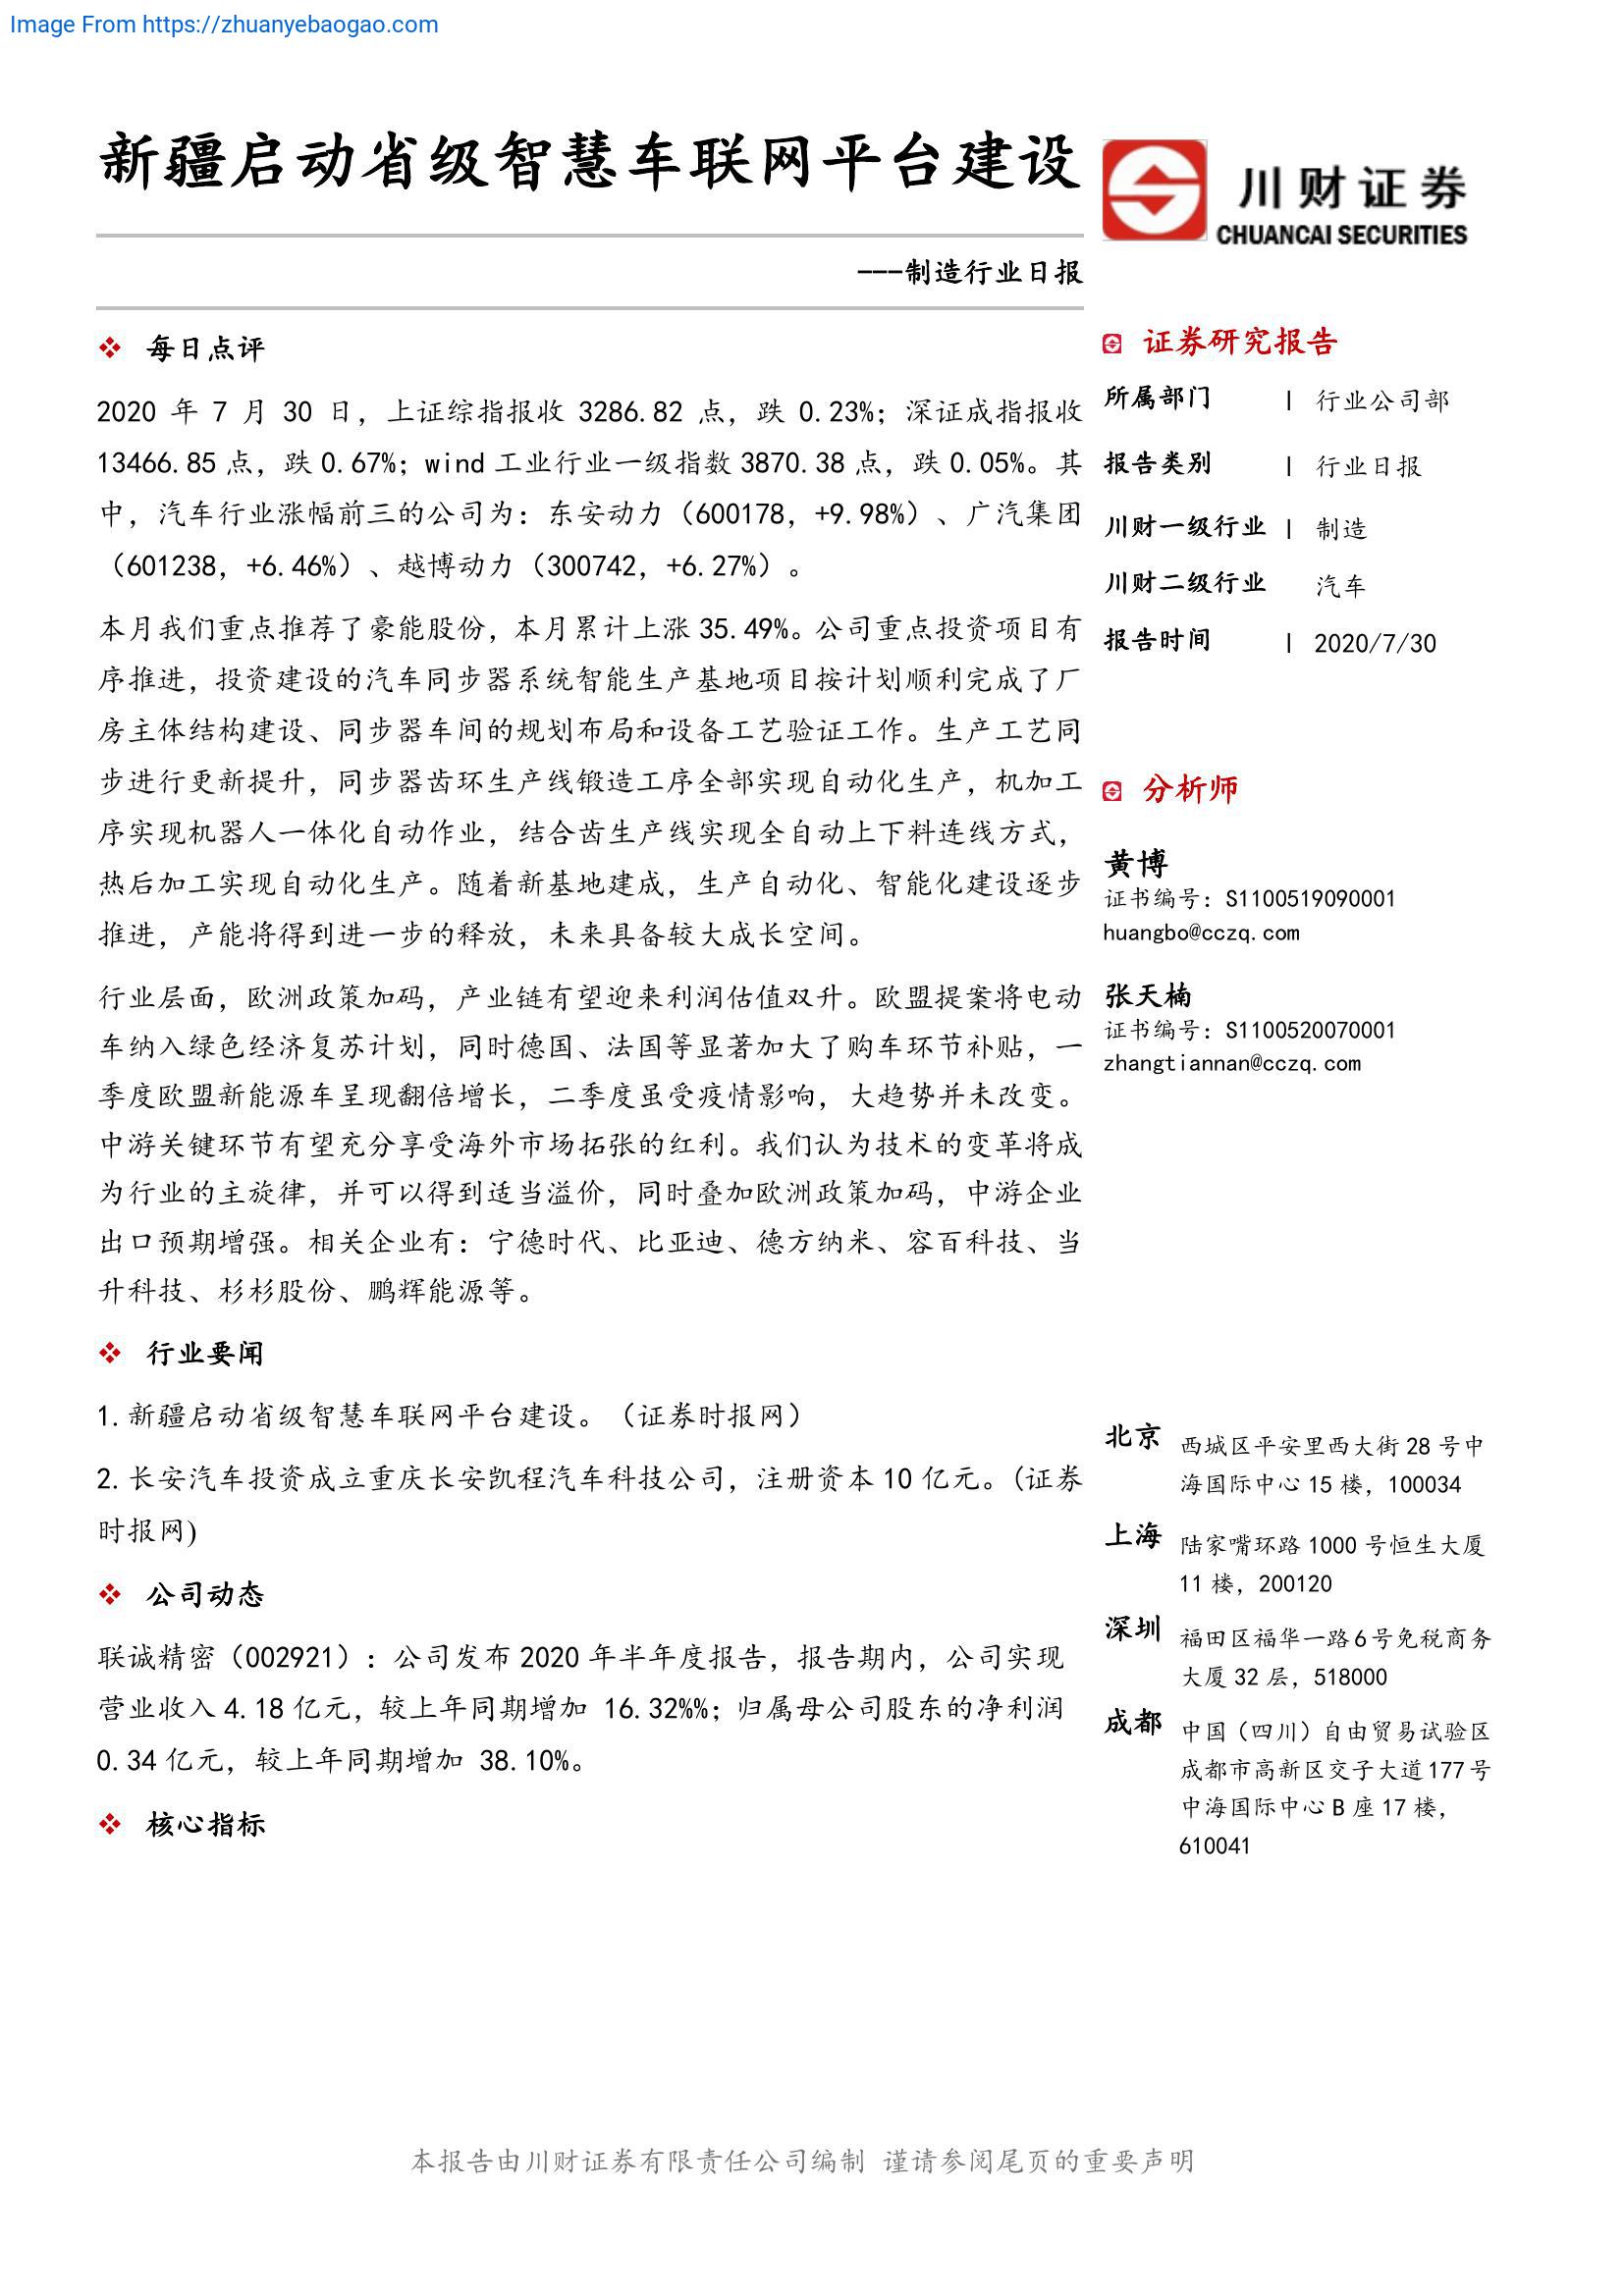 Image From https://zhuanyebaogao.com
新疆启动省级智慧车联网平台建设
---制造行业日报
❖ 每日点评
2020 年 7 月 30 日，上证综指报收 3286.82 点，跌 0.23%；深证成指报收
13466.85 点，跌 0.67%；wind 工业行业一级指数 3870.38 点，跌 0.05%。其
中，汽车行业涨幅前三的公司为：东安动力（600178，+9.98%）、广汽集团
（601238，+6.46%）、越博动力（300742，+6.27%）。
本月我们重点推荐了豪能股份，本月累计上涨 35.49%。公司重点投资项目有
序推进，投资建设的汽车同步器系统智能生产基地项目按计划顺利完成了厂
房主体结构建设、同步器车间的规划布局和设备工艺验证工作。生产工艺同
步进行更新提升，同步器齿环生产线锻造工序全部实现自动化生产，机加工
序实现机器人一体化自动作业，结合齿生产线实现全自动上下料连线方式，
热后加工实现自动化生产。随着新基地建成，生产自动化、智能化建设逐步
推进，产能将得到进一步的释放，未来具备较大成长空间。
行业层面，欧洲政策加码，产业链有望迎来利润估值双升。欧盟提案将电动
车纳入绿色经济复苏计划，同时德国、法国等显著加大了购车环节补贴，一
季度欧盟新能源车呈现翻倍增长，二季度虽受疫情影响，大趋势并未改变。
中游关键环节有望充分享受海外市场拓张的红利。我们认为技术的变革将成
为行业的主旋律，并可以得到适当溢价，同时叠加欧洲政策加码，中游企业
出口预期增强。相关企业有：宁德时代、比亚迪、德方纳米、容百科技、当
升科技、杉杉股份、鹏辉能源等。
❖ 行业要闻
1.新疆启动省级智慧车联网平台建设。（证券时报网）
2.长安汽车投资成立重庆长安凯程汽车科技公司，注册资本 10 亿元。(证券
时报网)
❖ 公司动态
联诚精密（002921）：公司发布 2020 年半年度报告，报告期内，公司实现
营业收入 4.18 亿元，较上年同期增加 16.32%%；归属母公司股东的净利润
0.34 亿元，较上年同期增加 38.10%。
❖ 核心指标
川财证券
CHUANCAI SECURITIES
证券研究报告
所属部门 | 行业公司部
报告类别 | 行业日报
川财一级行业 | 制造
川财二级行业 汽车
报告时间 | 2020/7/30
分析师
黄博
证书编号：S1100519090001
huangbo@cczq.com
张天楠
证书编号：S1100520070001
zhangtiannan@cczq.com
北京 西城区平安里西大街 28 号中
海国际中心 15 楼，100034
上海 陆家嘴环路 1000 号恒生大厦
11 楼，200120
深圳 福田区福华一路 6 号免税商务
大厦 32 层，518000
成都 中国（四川）自由贸易试验区
成都市高新区交子大道 177 号
中海国际中心 B 座 17 楼，
610041
本报告由川财证券有限责任公司编制 谨请参阅尾页的重要声明